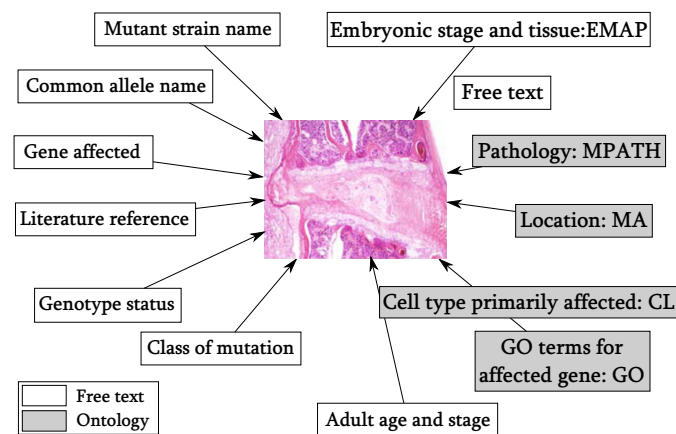 Mutant strain name
Embryonic stage and tissue:EMAP
Common allele name
Free text
Gene affected
Pathology: MPATH
Literature reference
Location: MA
Genotype status
Cell type primarily affected: CL
Class of mutation
GO terms for
affected gene: GO
Free text
Ontology
Adult age and stage